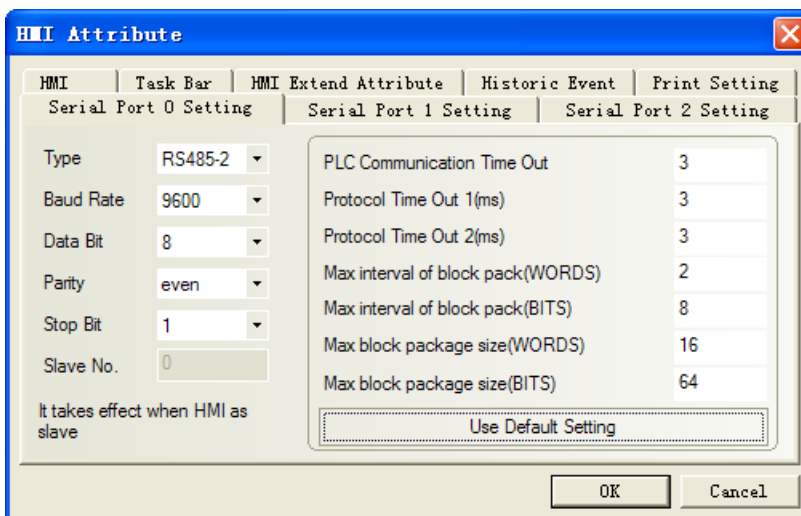 HMI Attribute
HMI Task Bar HMI Extend Attribute Historic Event Print Setting
Serial Port 0 Setting Serial Port 1 Setting Serial Port 2 Setting
Type RS485-2
Baud Rate 9600
Data Bit 8
Parity even
Stop Bit 1
Slave No. 0
It takes effect when HMI as
slave
PLC Communication Time Out 3
Protocol Time Out 1(ms) 3
Protocol Time Out 2(ms) 3
Max interval of block pack(WORDS) 2
Max interval of block pack(BITS) 8
Max block package size(WORDS) 16
Max block package size(BITS) 64
Use Default Setting
OK Cancel